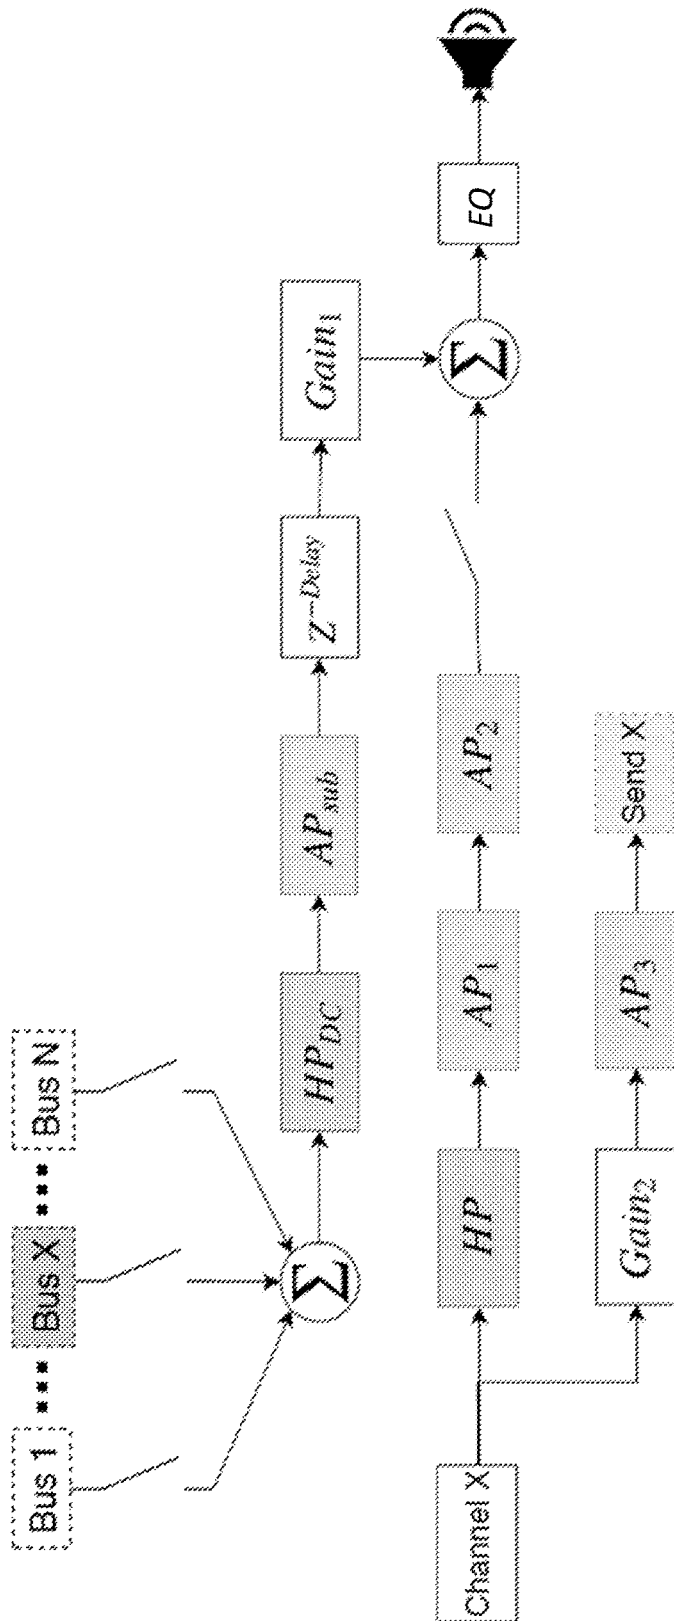 Bus 1
Bus X
Bus N
Σ
HP_DC
AP_sub
Z^-Delay
Gain_1
Channel X
HP
AP_1
AP_2
Σ
EQ
Gain_2
AP_3
Send X